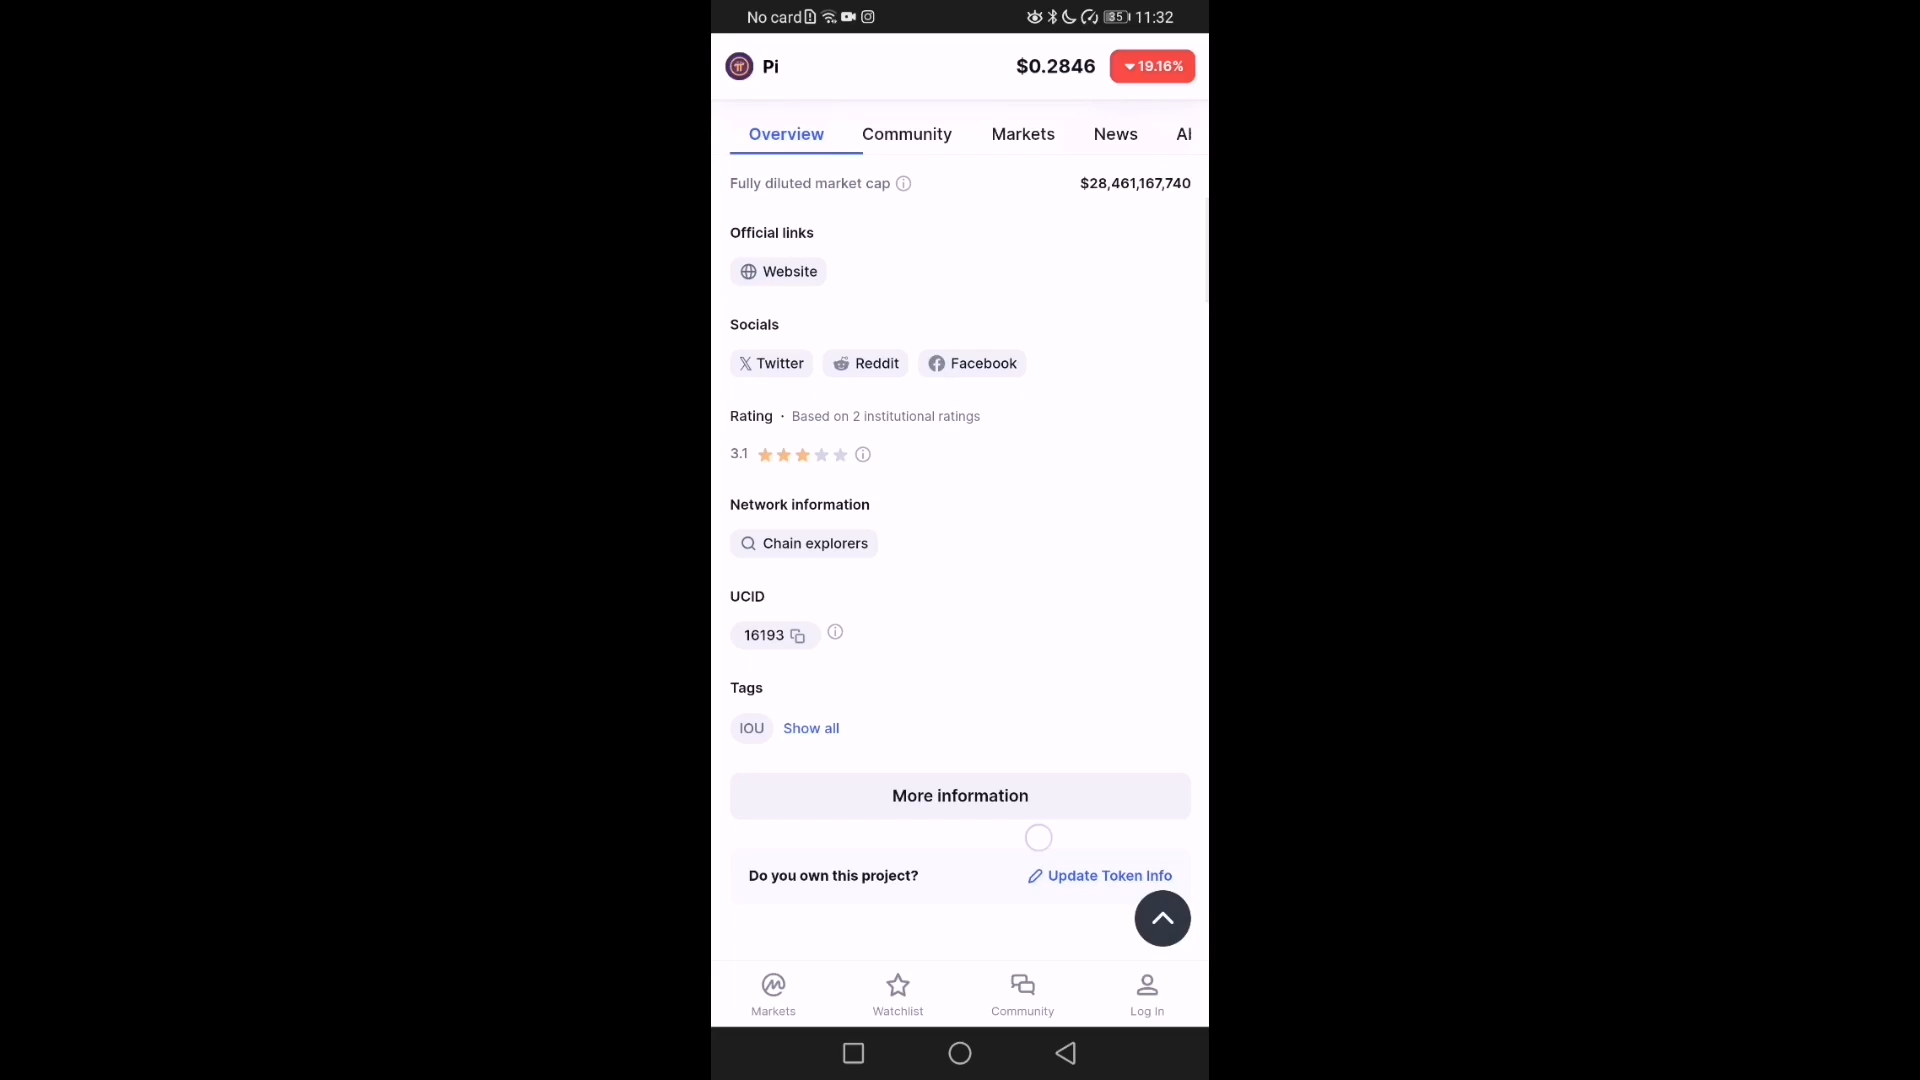 No card 35 11:32
Pi $0.2846 19.16%
Overview Community Markets News Al
Fully diluted market cap $28,461,167,740
Official links
Website
Socials
Twitter Reddit Facebook
Rating · Based on 2 institutional ratings
3.1
Network information
Chain explorers
UCID
16193
Tags
IOU Show all
More information
Do you own this project? Update Token Info
Markets Watchlist Community Log In